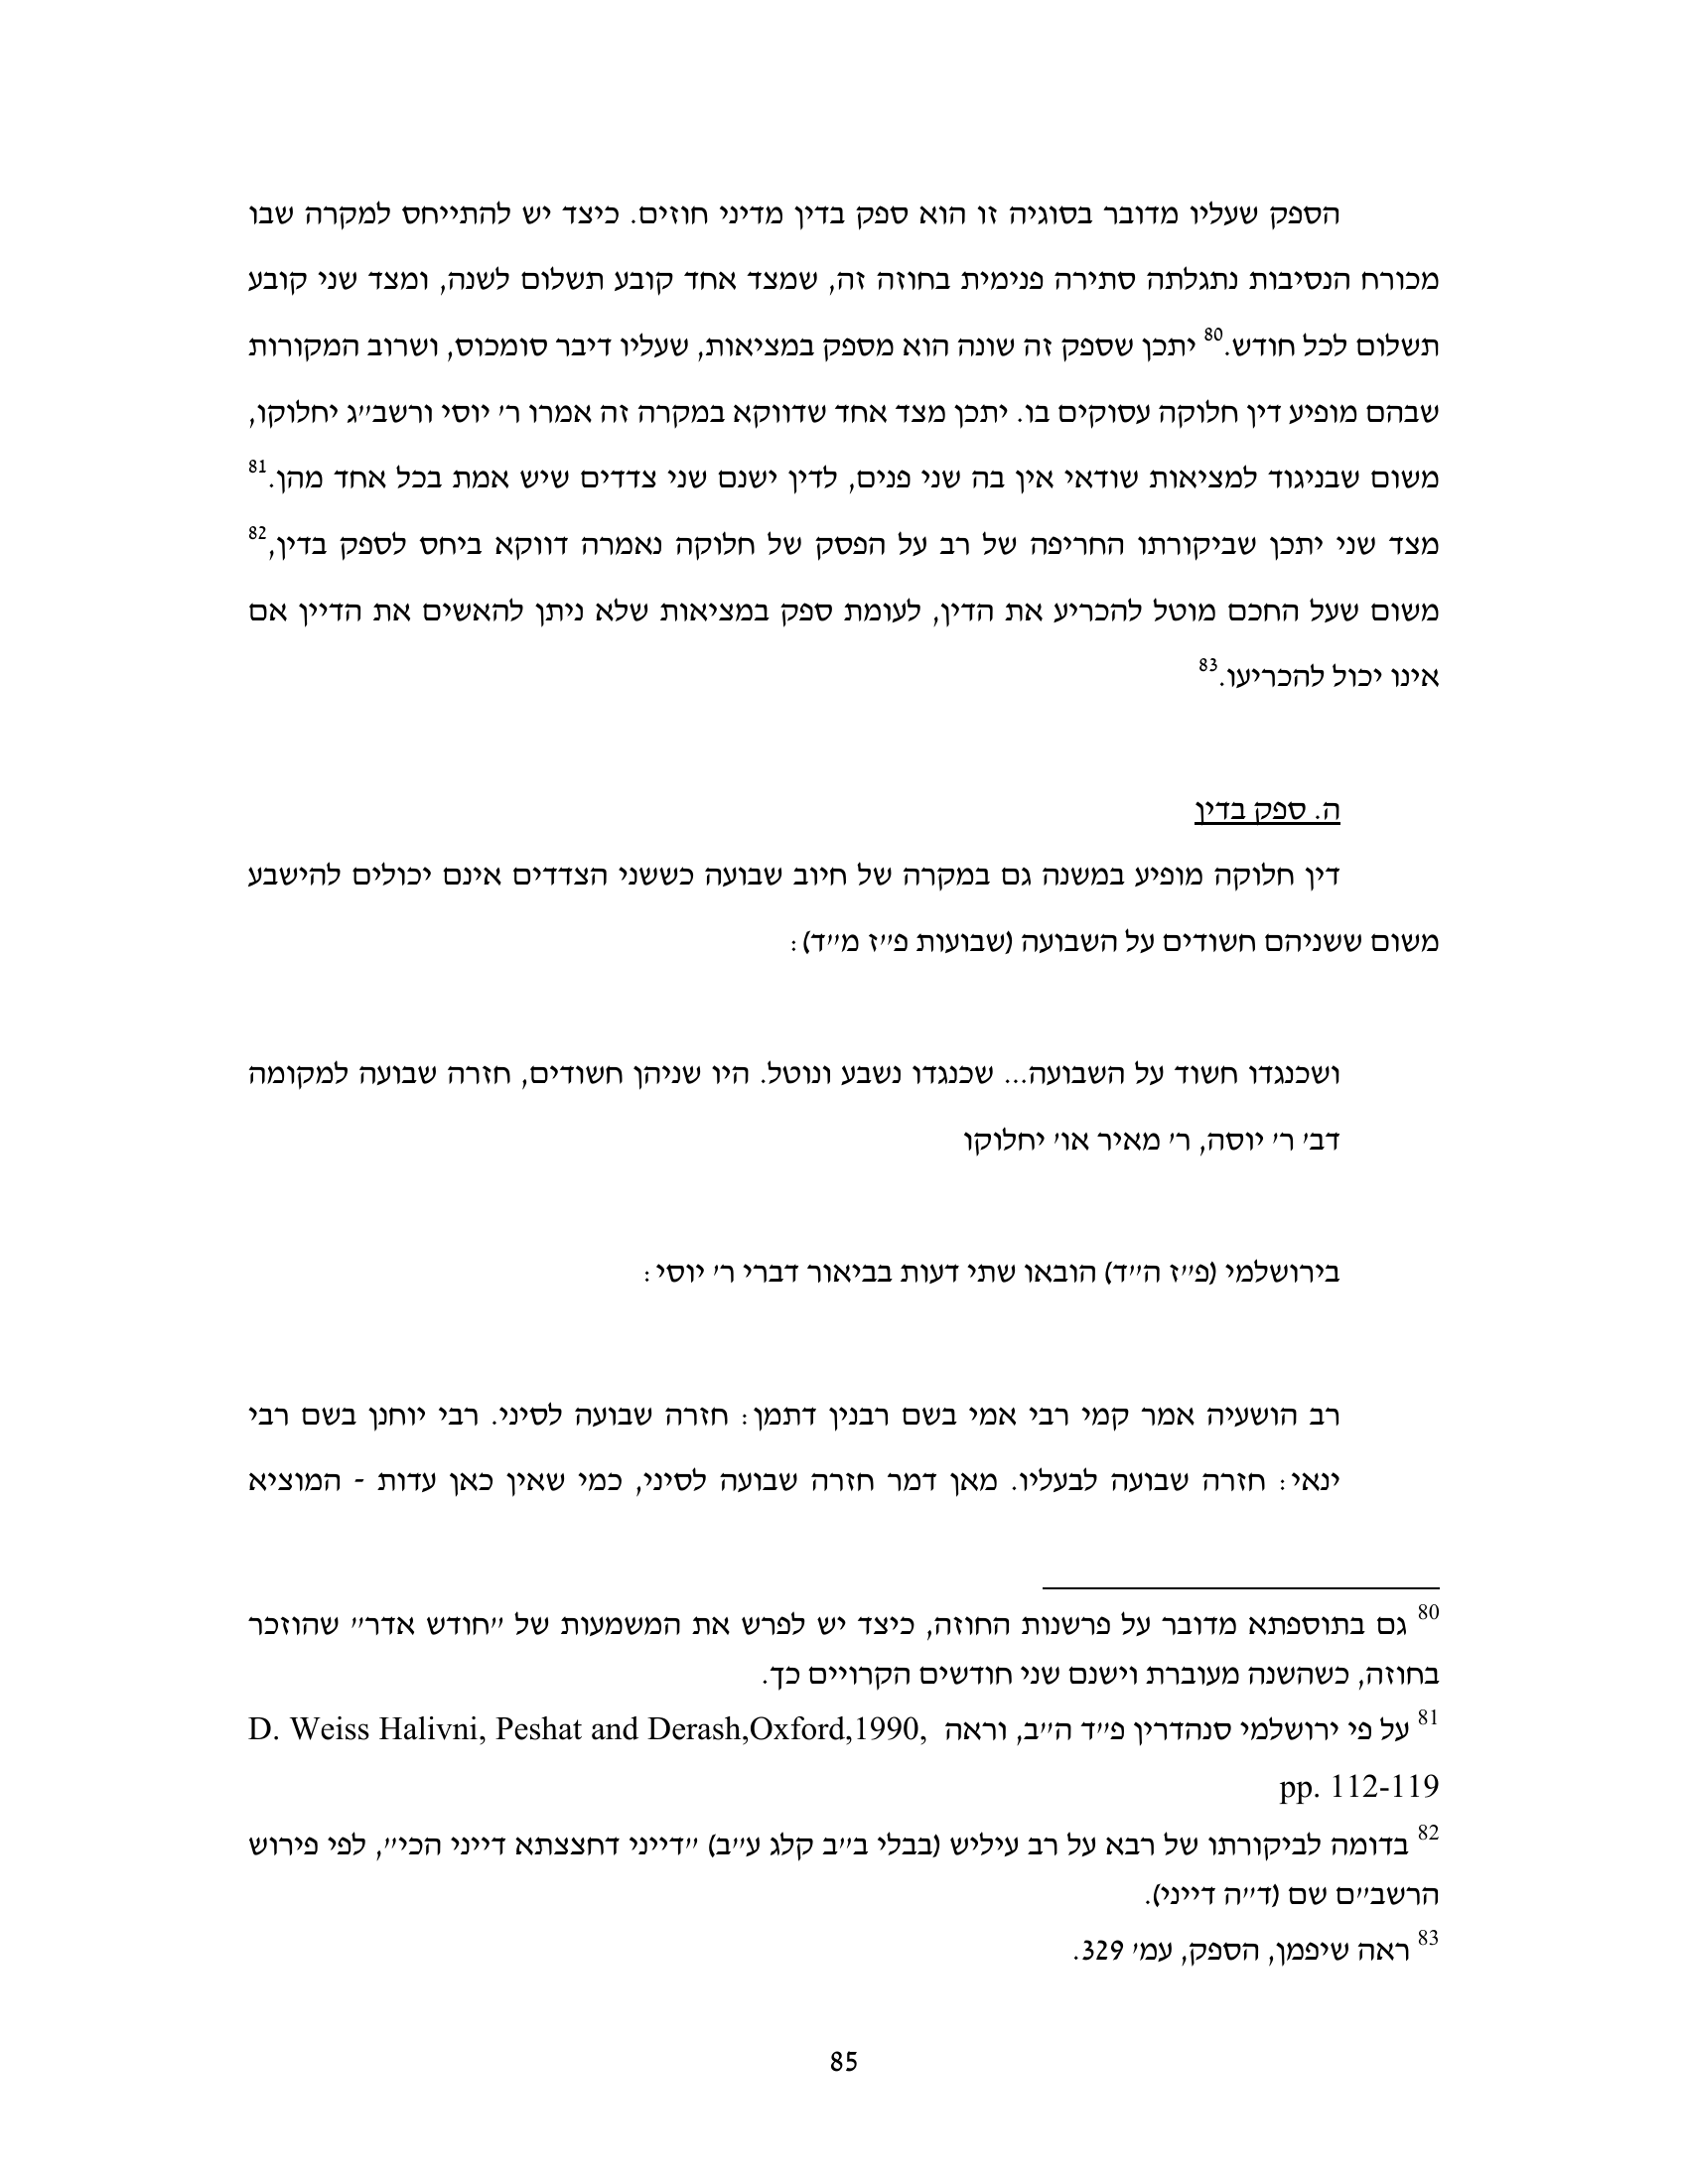 הספק שעליו מדובר בסוגיה זו הוא ספק בדין מדיני חוזים. כיצד יש להתייחס למקרה שבו
מכורח הנסיבות נתגלתה סתירה פנימית בחוזה זה, שמצד אחד קובע תשלום לשנה, ומצד שני קובע
תשלום לכל חודש.80 יתכן שספק זה שונה הוא מספק במציאות, שעליו דיבר סומכוס, ושרוב המקורות
שבהם מופיע דין חלוקה עסוקים בו. יתכן מצד אחד שדווקא במקרה זה אמרו ר׳ יוסי ורשב״ג יחלוקו,
משום שבניגוד למציאות שודאי אין בה שני פנים, לדין ישנם שני צדדים שיש אמת בכל אחד מהן.81
מצד שני יתכן שביקורתו החריפה של רב על הפסק של חלוקה נאמרה דווקא ביחס לספק בדין,82
משום שעל החכם מוטל להכריע את הדין, לעומת ספק במציאות שלא ניתן להאשים את הדיין אם
אינו יכול להכריעו.83
ה. ספק בדין
דין חלוקה מופיע במשנה גם במקרה של חיוב שבועה כששני הצדדים אינם יכולים להישבע
משום ששניהם חשודים על השבועה (שבועות פ״ז מ״ד):
ושכנגדו חשוד על השבועה... שכנגדו נשבע ונוטל. היו שניהן חשודים, חזרה שבועה למקומה
דב׳ ר׳ יוסה, ר׳ מאיר או׳ יחלוקו
בירושלמי (פ״ז ה״ד) הובאו שתי דעות בביאור דברי ר׳ יוסי:
רב הושעיה אמר קמי רבי אמי בשם רבנין דתמן: חזרה שבועה לסיני. רבי יוחנן בשם רבי
ינאי: חזרה שבועה לבעליו. מאן דמר חזרה שבועה לסיני, כמי שאין כאן עדות - המוציא
80 גם בתוספתא מדובר על פרשנות החוזה, כיצד יש לפרש את המשמעות של ״חודש אדר״ שהוזכר
בחוזה, כשהשנה מעוברת וישנם שני חודשים הקרויים כך.
81 על פי ירושלמי סנהדרין פ״ד ה״ב, וראה D. Weiss Halivni, Peshat and Derash,Oxford,1990,
pp. 112-119
82 בדומה לביקורתו של רבא על רב עיליש (בבלי ב״ב קלג ע״ב) ״דייני דחצצתא דייני הכי״, לפי פירוש
הרשב״ם שם (ד״ה דייני).
83 ראה שיפמן, הספק, עמ׳ 329.
85